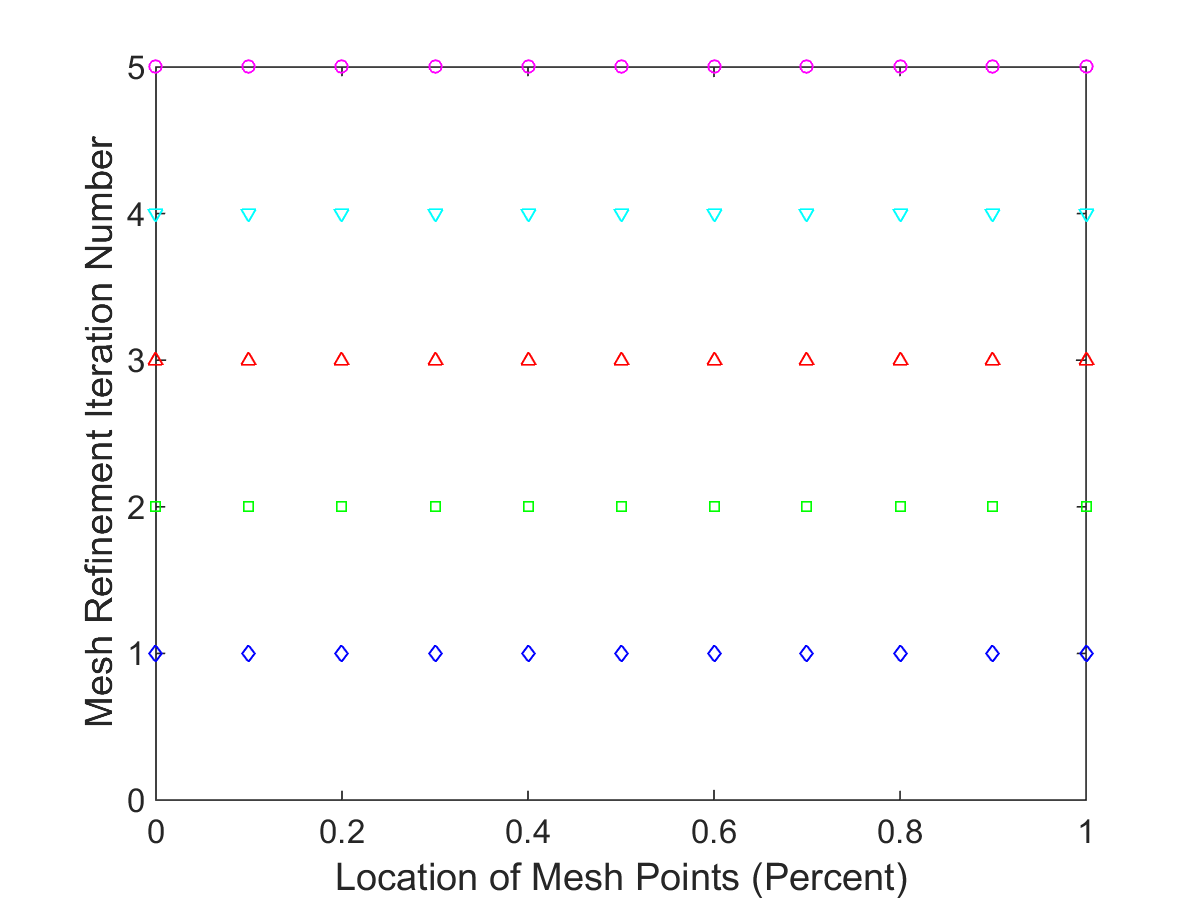 Mesh Refinement Iteration Number
5
4
3
2
1
0
0 0.2 0.4 0.6 0.8 1
Location of Mesh Points (Percent)